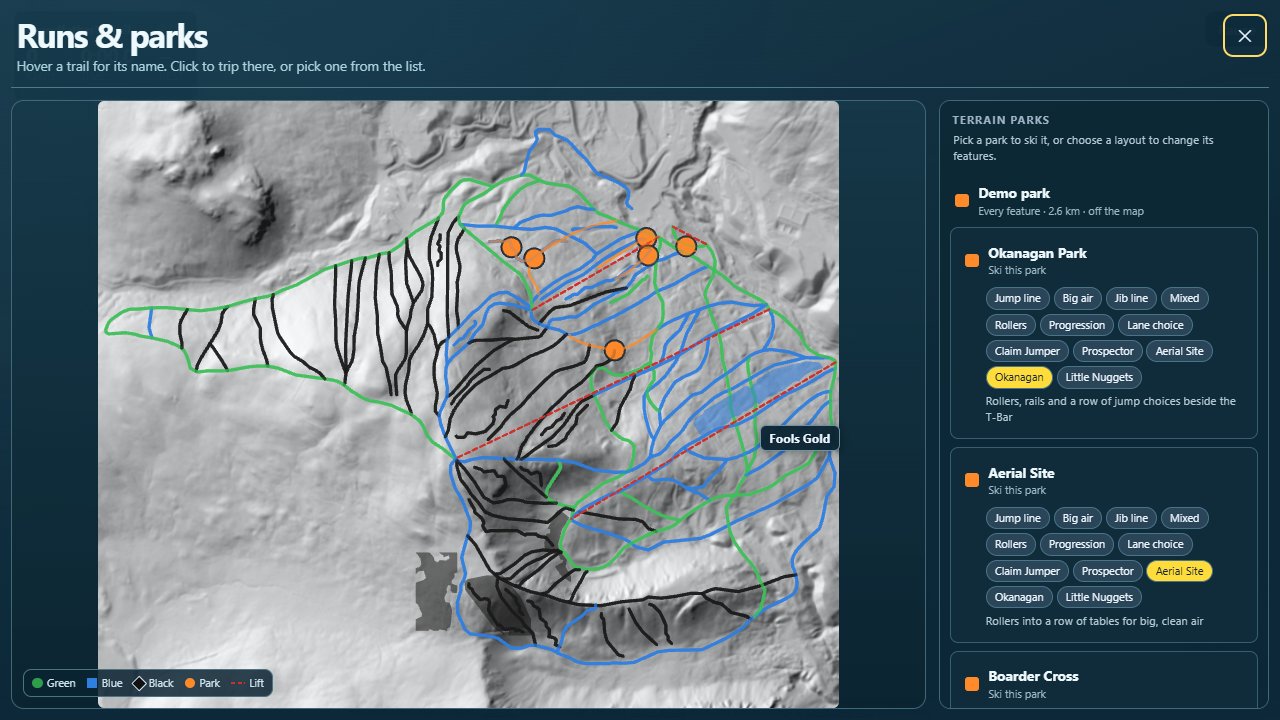 Runs & parks
Hover a trail for its name. Click to trip there, or pick one from the list.
Fools Gold
Green
Blue
Black
Park
Lift
TERRAIN PARKS
Pick a park to ski it, or choose a layout to change its
features.
Demo park
Every feature · 2.6 km · off the map
Okanagan Park
Ski this park
Jump line Big air Jib line Mixed
Rollers Progression Lane choice
Claim Jumper Prospector Aerial Site
Okanagan Little Nuggets
Rollers, rails and a row of jump choices beside the
T-Bar
Aerial Site
Ski this park
Jump line Big air Jib line Mixed
Rollers Progression Lane choice
Claim Jumper Prospector Aerial Site
Okanagan Little Nuggets
Rollers into a row of tables for big, clean air
Boarder Cross
Ski this park